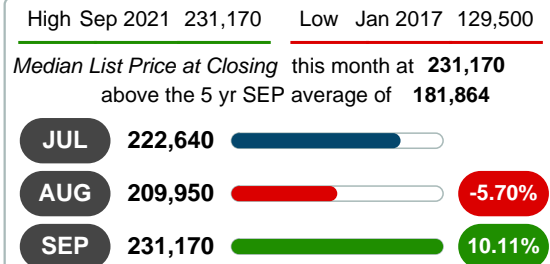 High Sep 2021 231,170 Low Jan 2017 129,500
Median List Price at Closing this month at 231,170
above the 5 yr SEP average of 181,864
JUL 222,640
AUG 209,950 -5.70%
SEP 231,170 10.11%